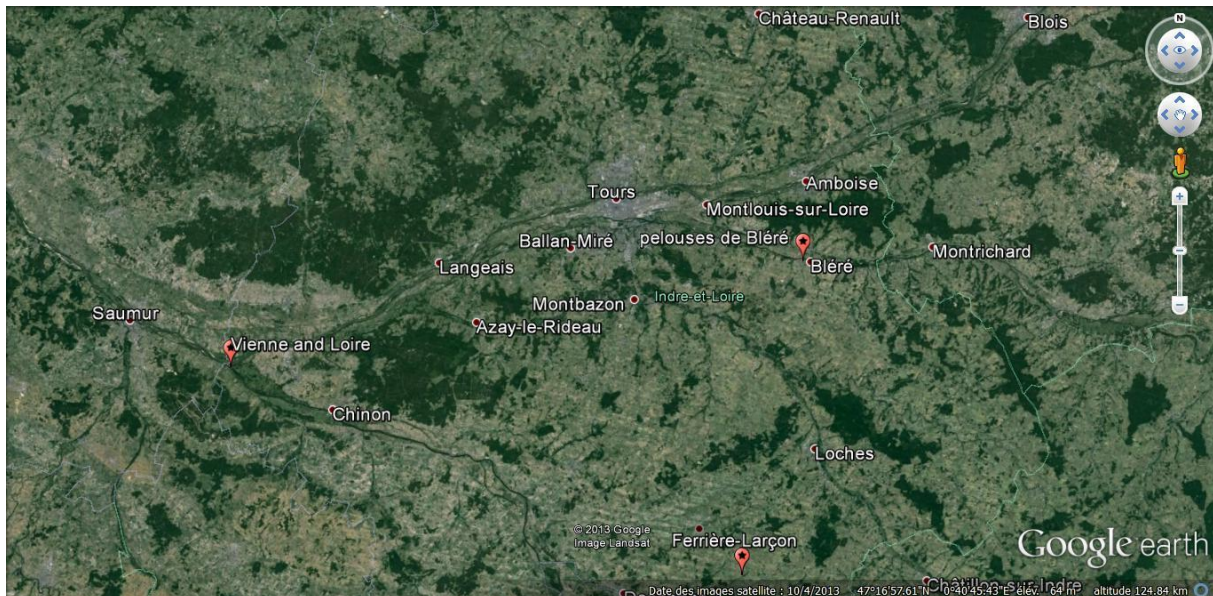 Château-Renault
Blois
N
Tours
Amboise
Montlouis-sur-Loire
Ballan-Miré
pelouses de Bléré
Montrichard
Langeais
Bléré
Indre-et-Loire
Montbazon
Saumur
Azay-le-Rideau
Vienne and Loire
Chinon
Loches
© 2013 Google
Image Landsat
Ferrière-Larçon
Google earth
Châtillon-sur-Indre
Date des images satellite : 10/4/2013 47°16'57.61" N 0°40'45.43" E élév. 64 m altitude 124.84 km